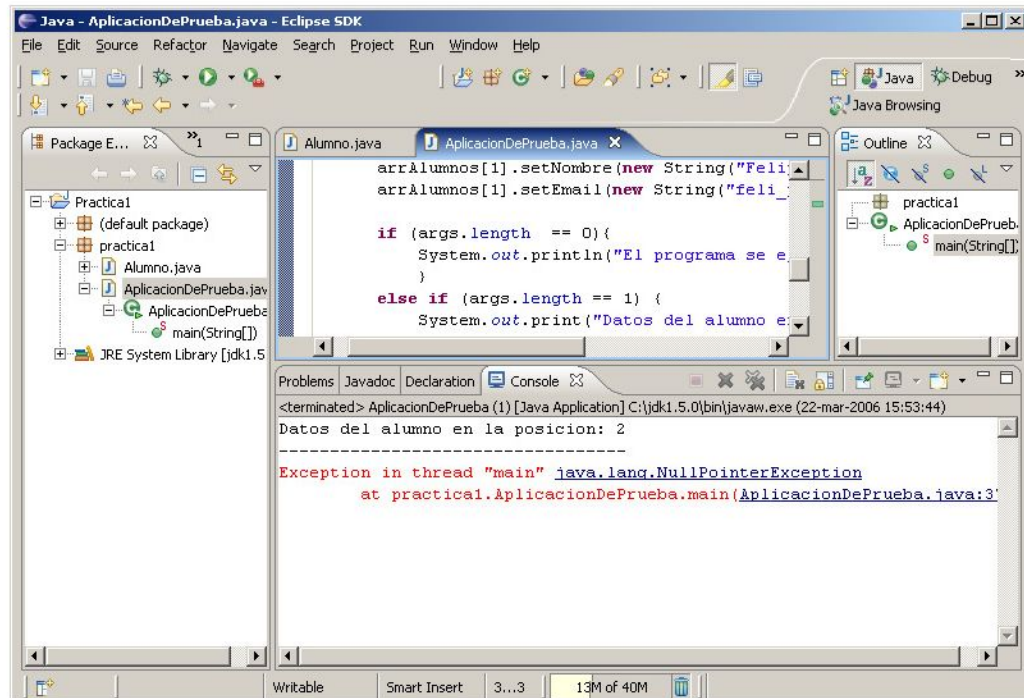 Java - AplicacionDePrueba.java - Eclipse SDK
File Edit Source Refactor Navigate Search Project Run Window Help
Java Debug »
Java Browsing
Package E... »1
Practica1
(default package)
practica1
Alumno.java
AplicacionDePrueba.jav
AplicacionDePrueba
main(String[])
JRE System Library [jdk1.5
Alumno.java AplicacionDePrueba.java
arrAlumnos[1].setNombre(new String("Feli
arrAlumnos[1].setEmail(new String("feli_
if (args.length == 0){
System.out.println("El programa se e
}
else if (args.length == 1) {
System.out.print("Datos del alumno e
Outline
practica1
AplicacionDePrueb
main(String[])
Problems Javadoc Declaration Console
<terminated> AplicacionDePrueba (1) [Java Application] C:\jdk1.5.0\bin\javaw.exe (22-mar-2006 15:53:44)
Datos del alumno en la posicion: 2
----------------------------------
Exception in thread "main" java.lang.NullPointerException
at practica1.AplicacionDePrueba.main(AplicacionDePrueba.java:3
Writable Smart Insert 3...3 13M of 40M